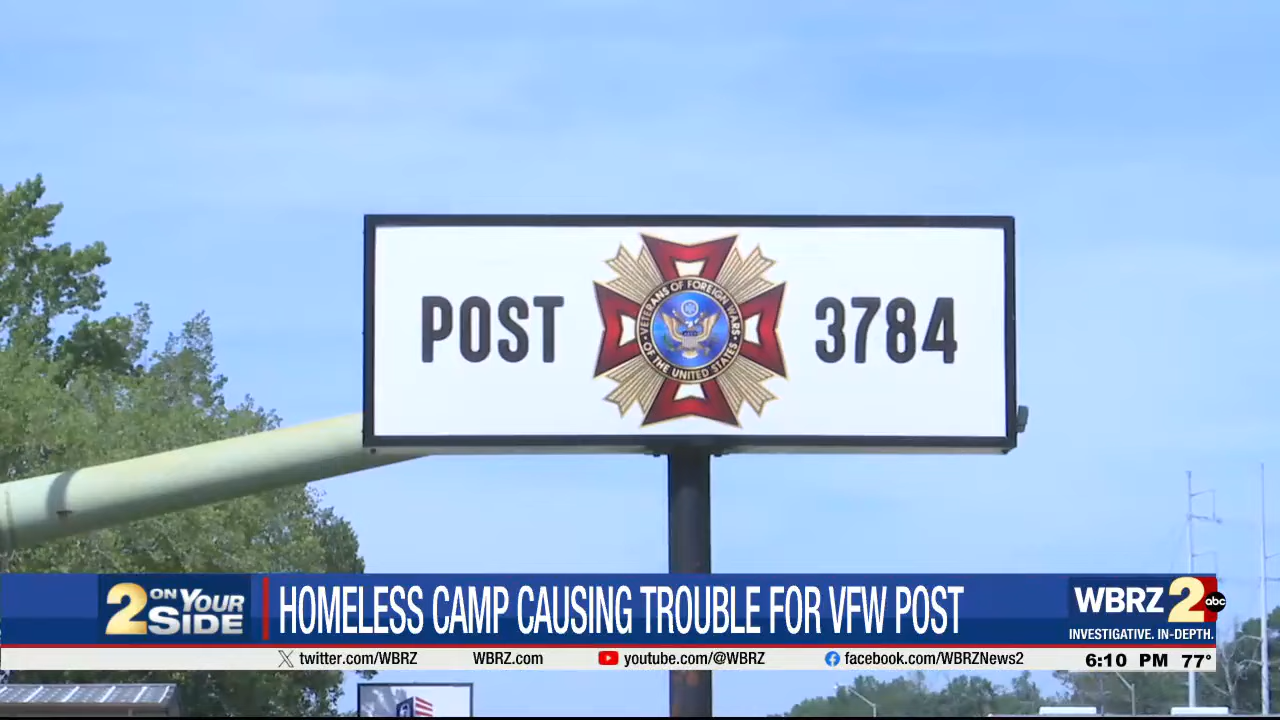 POST 3784
VETERANS OF FOREIGN WARS
OF THE UNITED STATES
2 ON YOUR SIDE
HOMELESS CAMP CAUSING TROUBLE FOR VFW POST
WBRZ 2 abc
INVESTIGATIVE. IN-DEPTH.
twitter.com/WBRZ WBRZ.com youtube.com/@WBRZ facebook.com/WBRZNews2 6:10 PM 77°